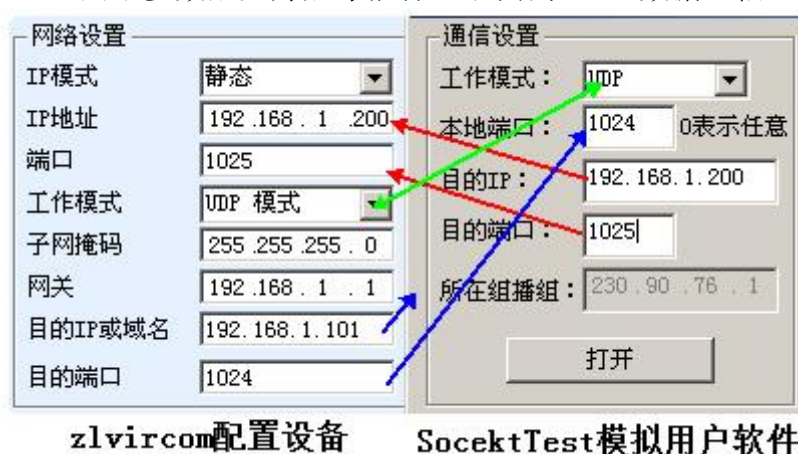 网络设置
IP模式 静态
IP地址 192 .168 . 1 .200
端口 1025
工作模式 UDP 模式
子网掩码 255 .255 .255 . 0
网关 192 .168 . 1 . 1
目的IP或域名 192.168.1.101
目的端口 1024
zlvircom配置设备
通信设置
工作模式： UDP
本地端口： 1024 0表示任意
目的IP： 192.168.1.200
目的端口： 1025
所在组播组： 230 .90 .76 . 1
打开
SocektTest模拟用户软件